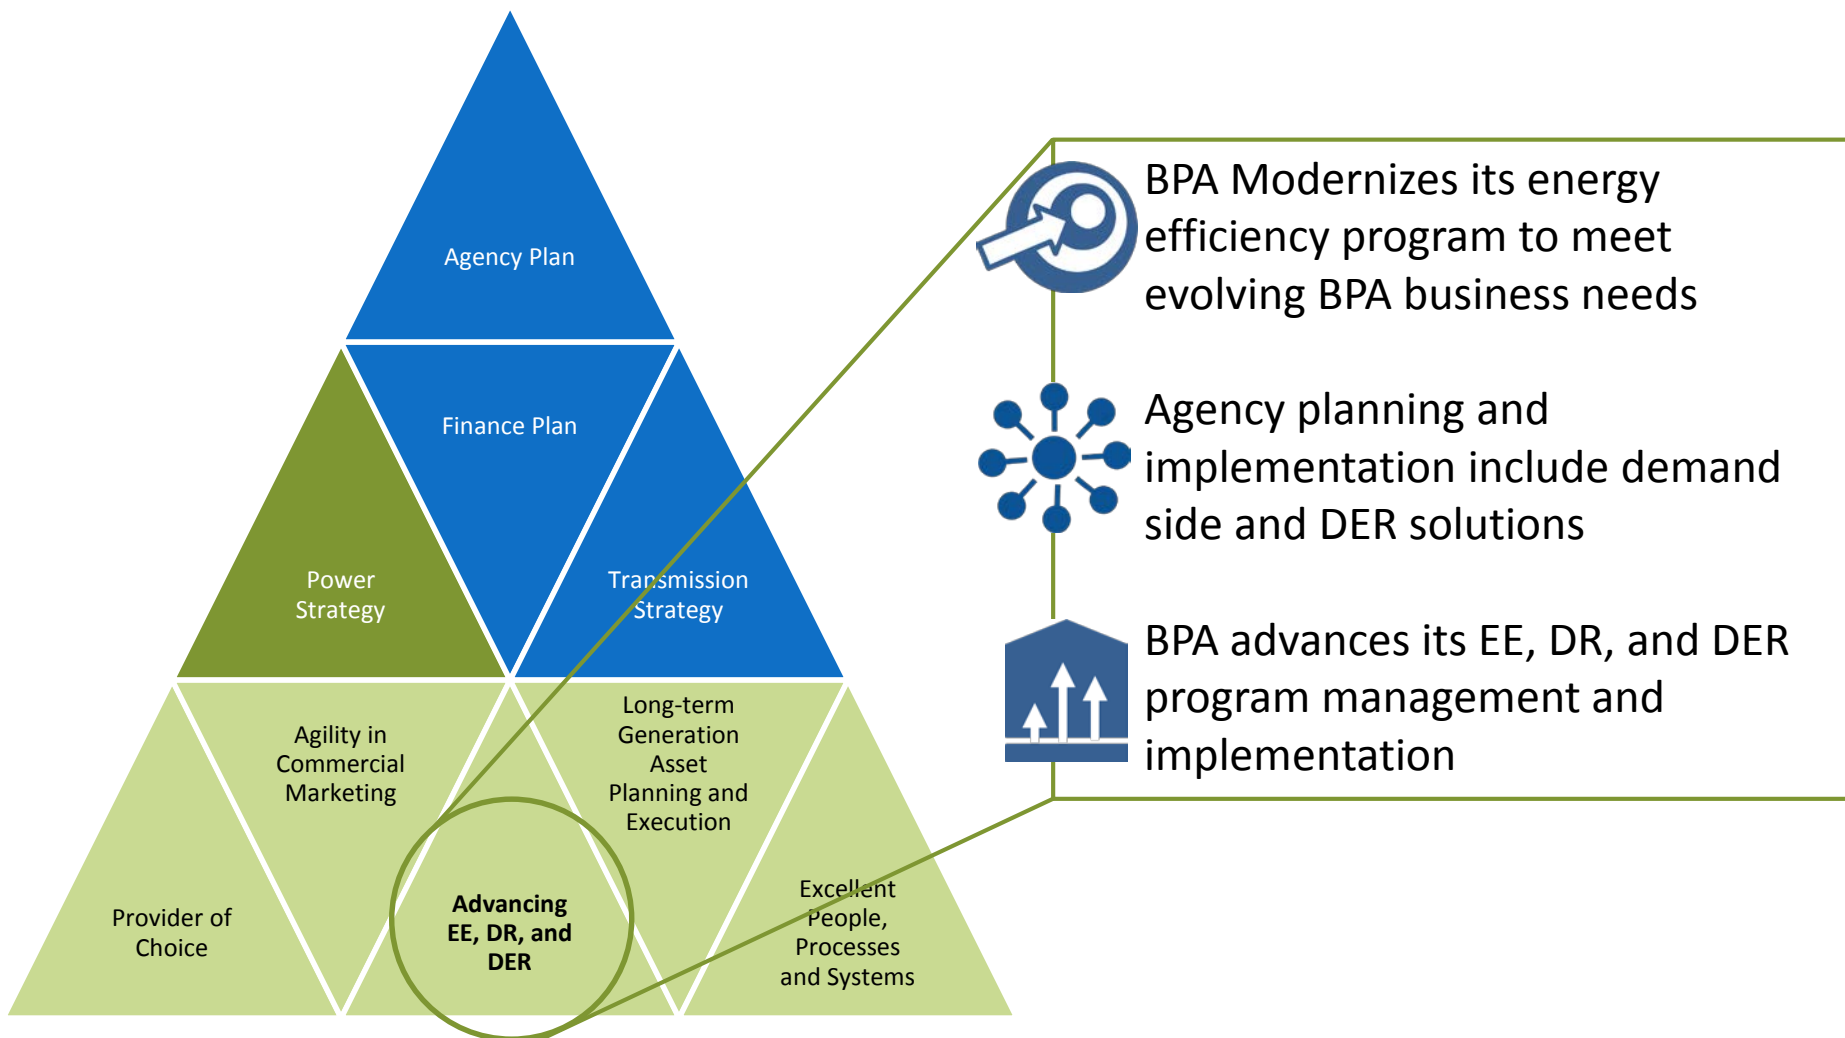 Agency Plan
Finance Plan
Power
Strategy
Transmission
Strategy
Agility in
Commercial
Marketing
Long-term
Generation
Asset
Planning and
Execution
Provider of
Choice
Advancing
EE, DR, and
DER
Excellent
People,
Processes
and Systems
BPA Modernizes its energy
efficiency program to meet
evolving BPA business needs
Agency planning and
implementation include demand
side and DER solutions
BPA advances its EE, DR, and DER
program management and
implementation